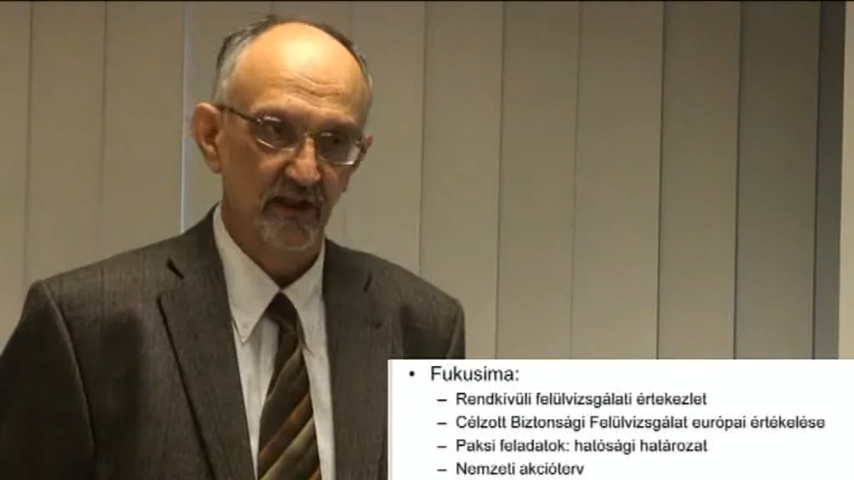 • Fukusima:
– Rendkívüli felülvizsgálati értekezlet
– Célzott Biztonsági Felülvizsgálat európai értékelése
– Paksi feladatok: hatósági határozat
– Nemzeti akcióterv